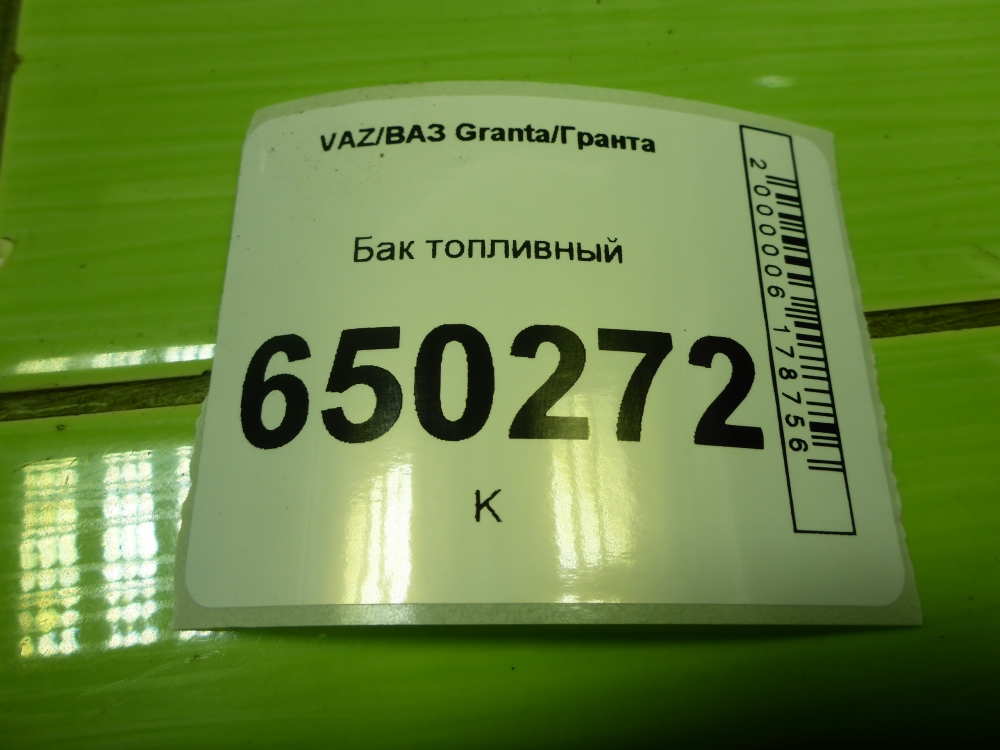 VAZ/ВАЗ Granta/Гранта
Бак топливный
650272
К
2000006178756